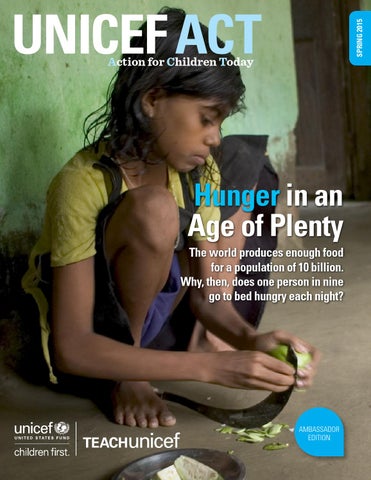 UNICEF ACT
Action for Children Today
SPRING 2015
Hunger in an
Age of Plenty
The world produces enough food
for a population of 10 billion.
Why, then, does one person in nine
go to bed hungry each night?
AMBASSADOR
EDITION
unicef
UNITED STATES FUND
children first.
TEACHunicef